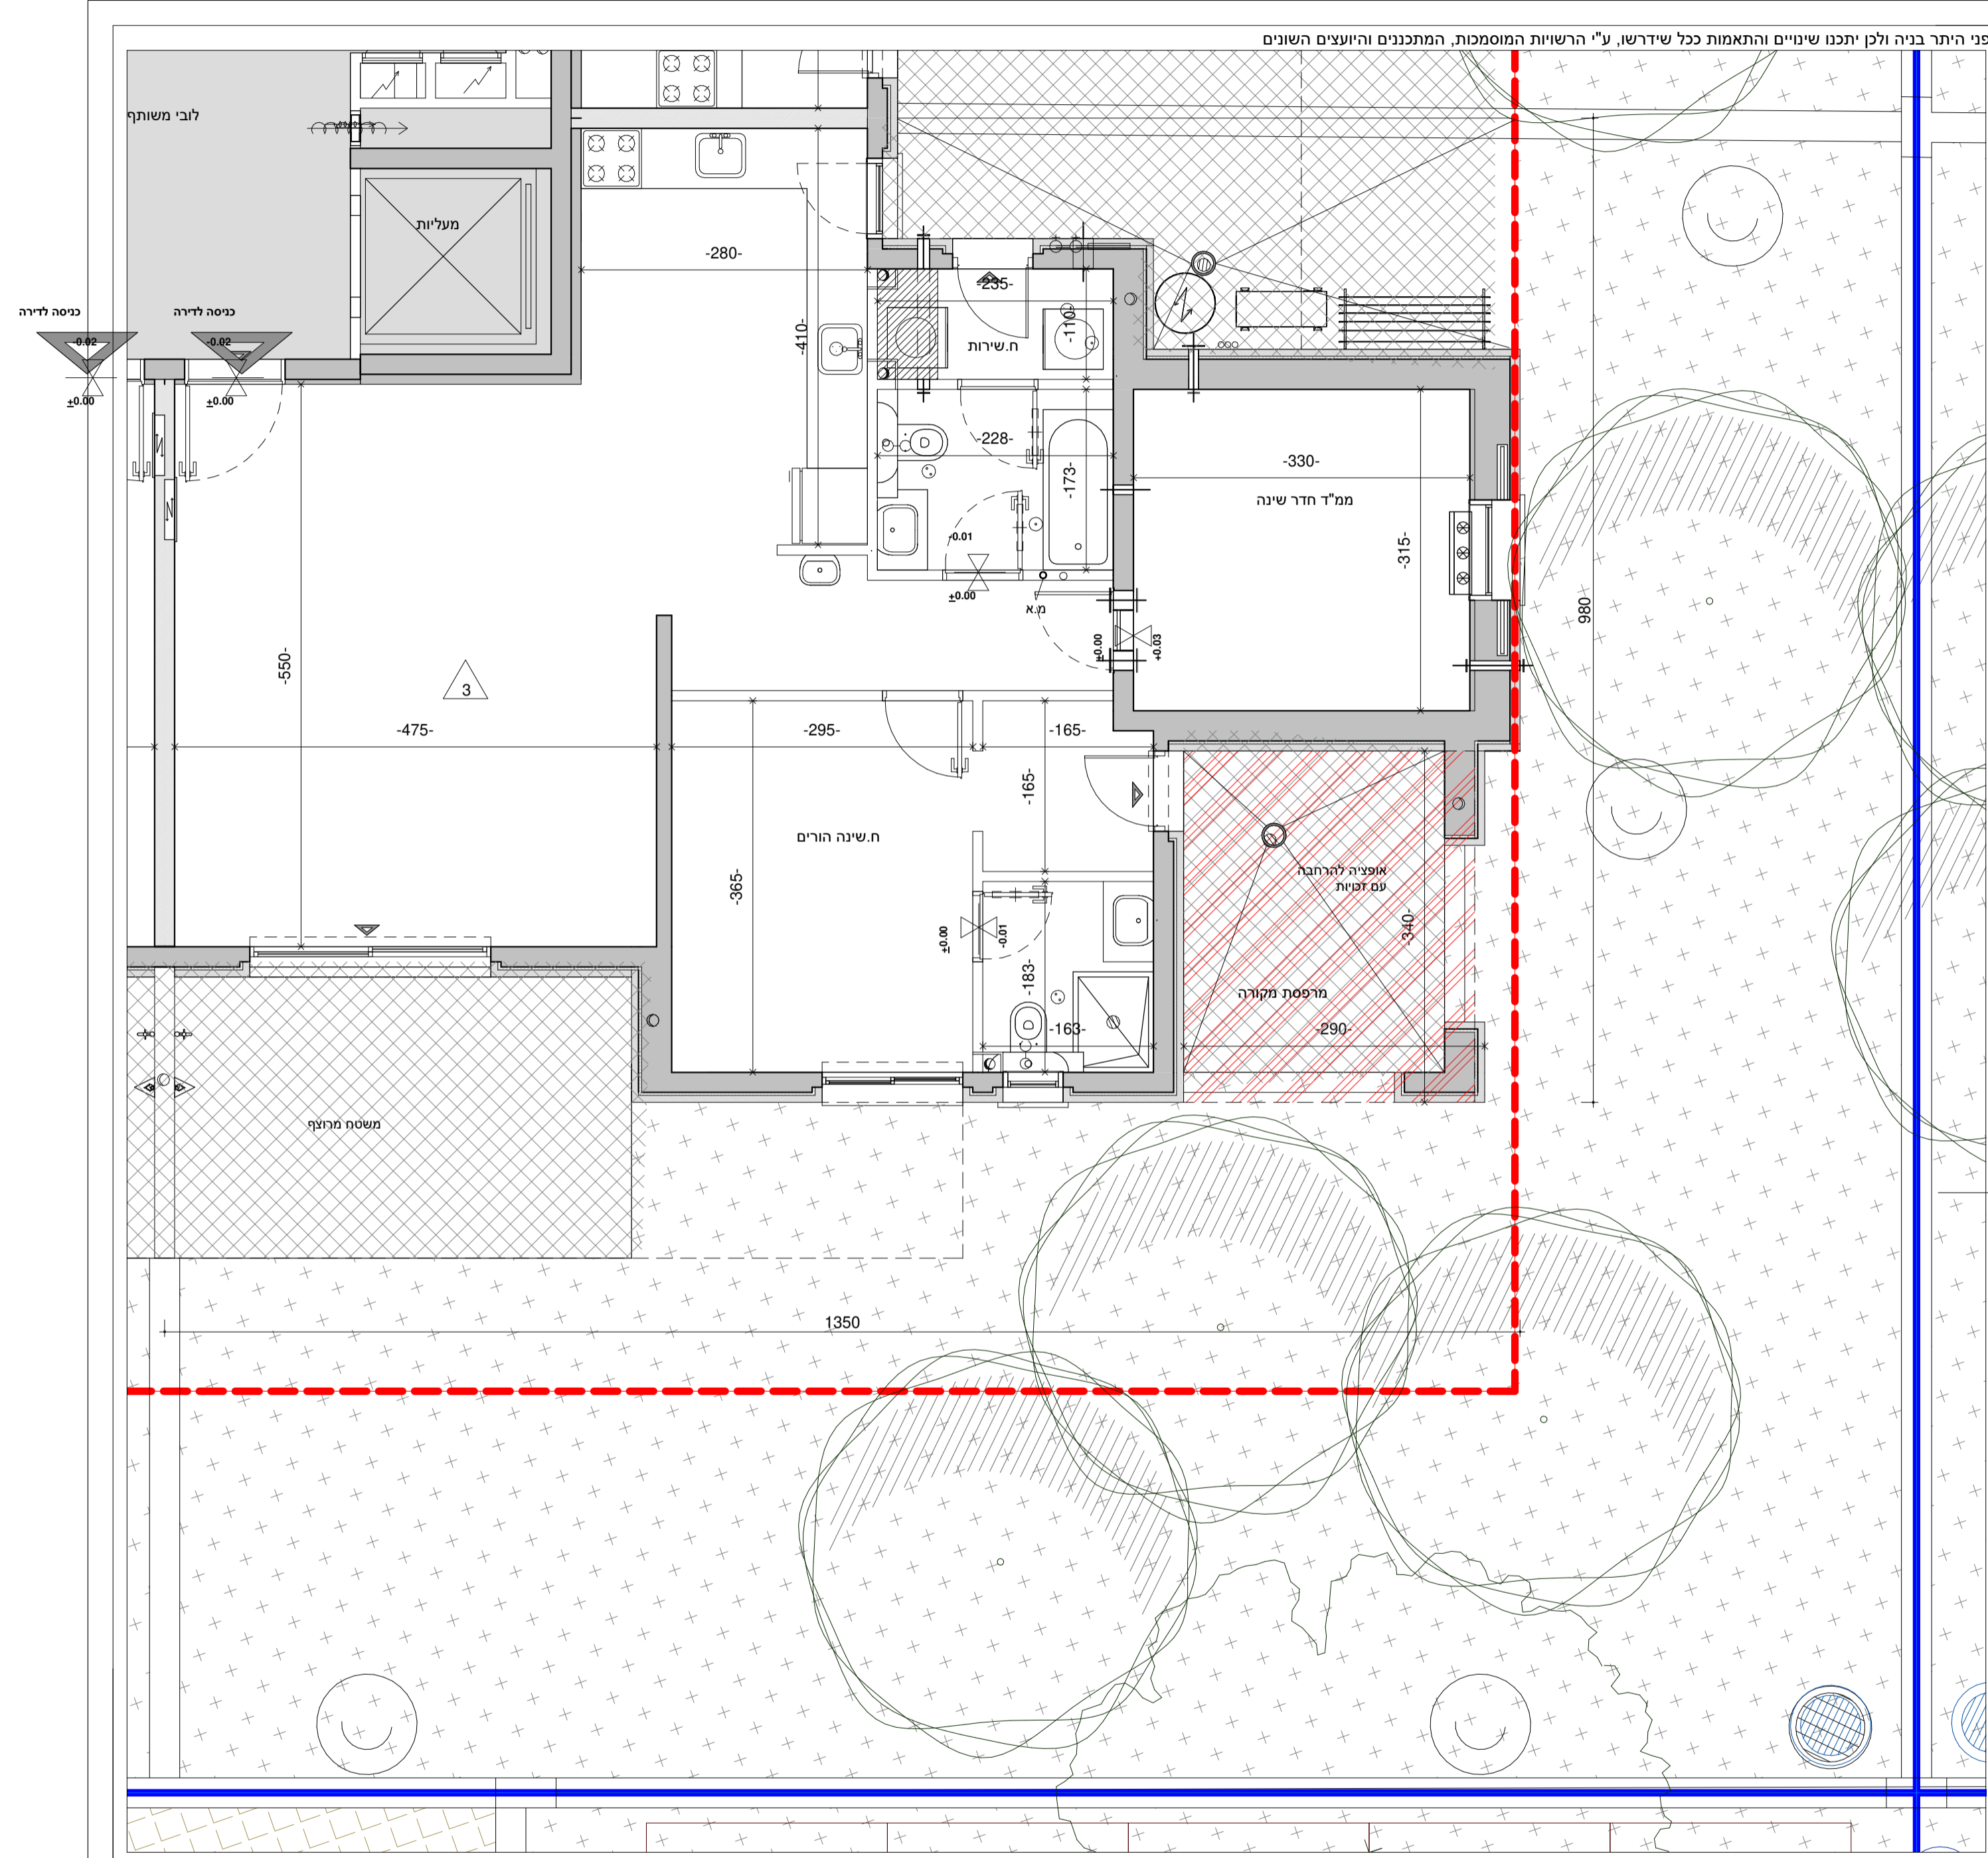 פני היתר בניה ולכן יתכנו שינויים והתאמות ככל שידרשו, ע"י הרשויות המוסמכות, המתכננים והיועצים השונים
לובי משותף
מעליות
כניסה לדירה
כניסה לדירה
-0.02
-0.02
±0.00
±0.00
-280-
-410-
-235-
-110-
ח.שירות
-228-
-173-
-330-
ממ"ד חדר שינה
-315-
-0.01
±0.00
מ.א
±0.00
+0.03
980
-550-
3
-475-
-295-
-165-
-165-
ח.שינה הורים
-365-
אופציה להרחבה
עם זכויות
-340-
±0.00
-0.01
-183-
-163-
מרפסת מקורה
-290-
משטח מרוצף
1350